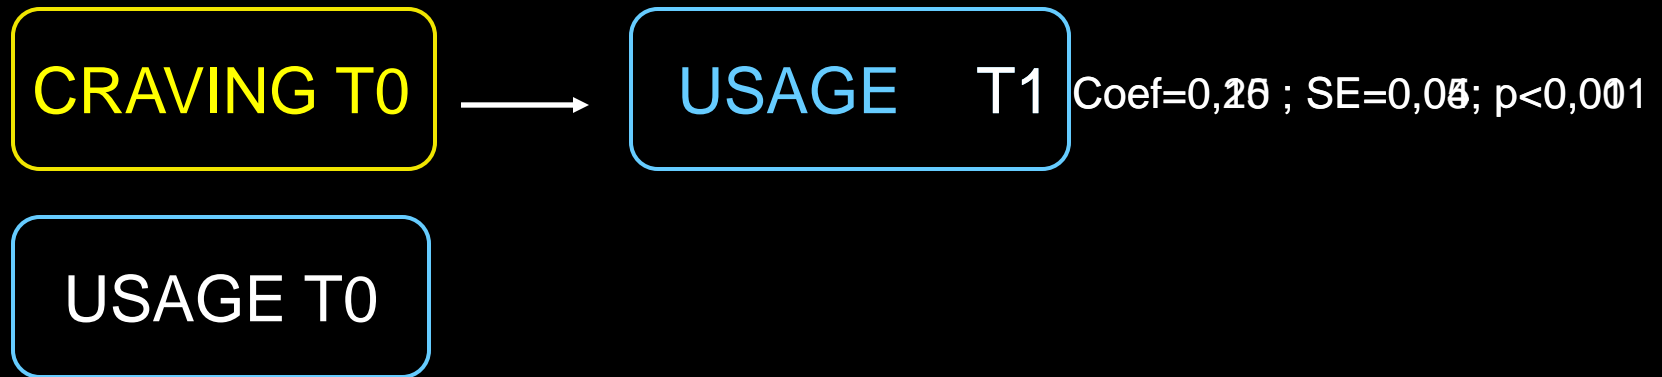 CRAVING T0
USAGE T1
Coef= ; SE= ; p<
USAGE T0